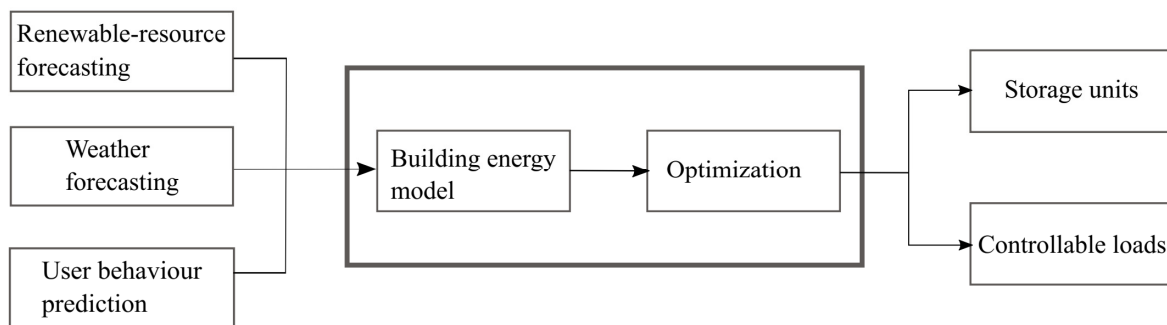 Renewable-resource
forecasting
Weather
forecasting
User behaviour
prediction
Building energy
model
Optimization
Storage units
Controllable loads